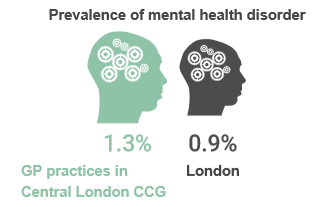 Prevalence of mental health disorder
1.3% 0.9%
GP practices in London
Central London CCG